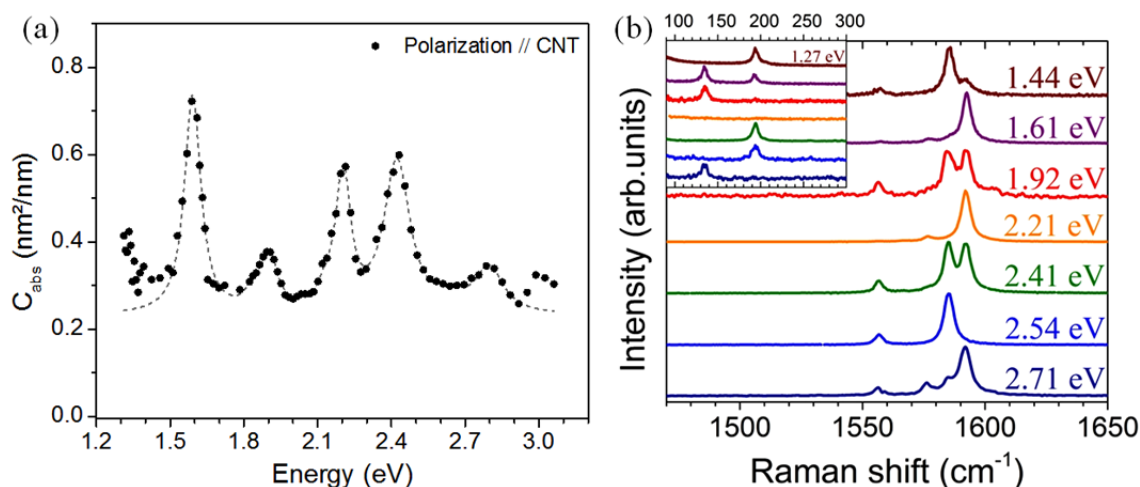 (a)
Polarization // CNT
0.8
0.6
0.4
0.2
0.0
C_abs (nm²/nm)
1.2 1.5 1.8 2.1 2.4 2.7 3.0
Energy (eV)
(b)
100 150 200 250 300
1.27 eV
1.44 eV
1.61 eV
1.92 eV
2.21 eV
2.41 eV
2.54 eV
2.71 eV
Intensity (arb.units)
1500 1550 1600 1650
Raman shift (cm⁻¹)